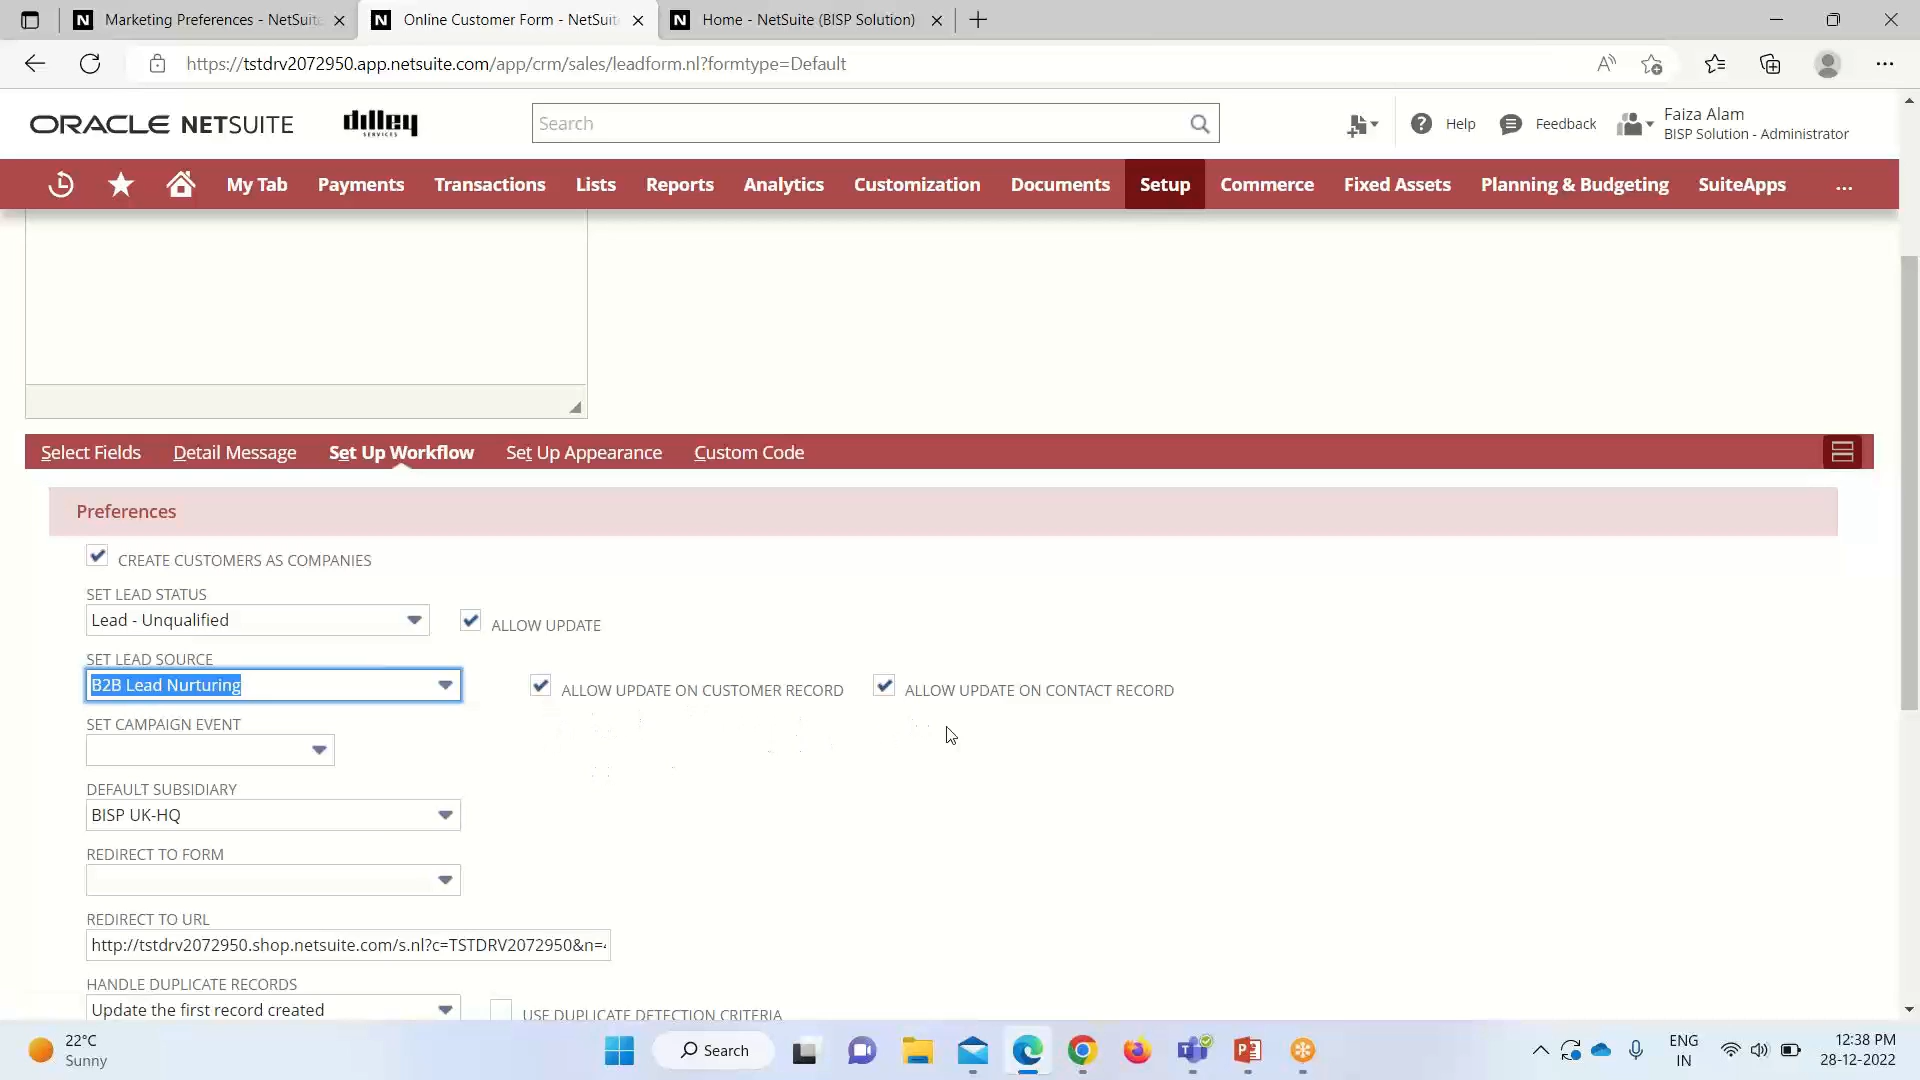 Marketing Preferences - NetSuite
Online Customer Form - NetSuit
Home - NetSuite (BISP Solution)
https://tstdrv2072950.app.netsuite.com/app/crm/sales/leadform.nl?formtype=Default
ORACLE NETSUITE
dilley
SERVICES
Search
Help
Feedback
Faiza Alam
BISP Solution - Administrator
My Tab
Payments
Transactions
Lists
Reports
Analytics
Customization
Documents
Setup
Commerce
Fixed Assets
Planning & Budgeting
SuiteApps
...
Select Fields
Detail Message
Set Up Workflow
Set Up Appearance
Custom Code
Preferences
CREATE CUSTOMERS AS COMPANIES
SET LEAD STATUS
Lead - Unqualified
ALLOW UPDATE
SET LEAD SOURCE
B2B Lead Nurturing
ALLOW UPDATE ON CUSTOMER RECORD
ALLOW UPDATE ON CONTACT RECORD
SET CAMPAIGN EVENT
DEFAULT SUBSIDIARY
BISP UK-HQ
REDIRECT TO FORM
REDIRECT TO URL
http://tstdrv2072950.shop.netsuite.com/s.nl?c=TSTDRV2072950&n=
HANDLE DUPLICATE RECORDS
Update the first record created
USE DUPLICATE DETECTION CRITERIA
22°C
Sunny
Search
ENG
IN
12:38 PM
28-12-2022